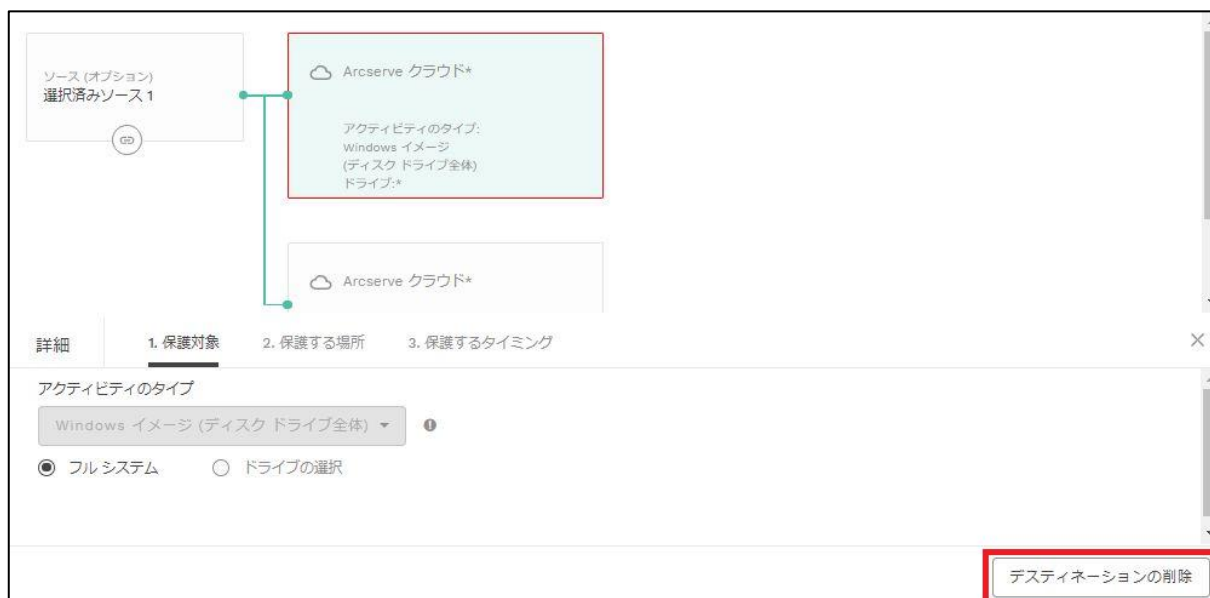 ソース (オプション)
選択済みソース 1
Arcserve クラウド*
アクティビティのタイプ:
Windows イメージ
(ディスク ドライブ全体)
ドライブ:*
Arcserve クラウド*
詳細
1. 保護対象
2. 保護する場所
3. 保護するタイミング
アクティビティのタイプ
Windows イメージ (ディスク ドライブ全体)
フル システム
ドライブの選択
デスティネーションの削除